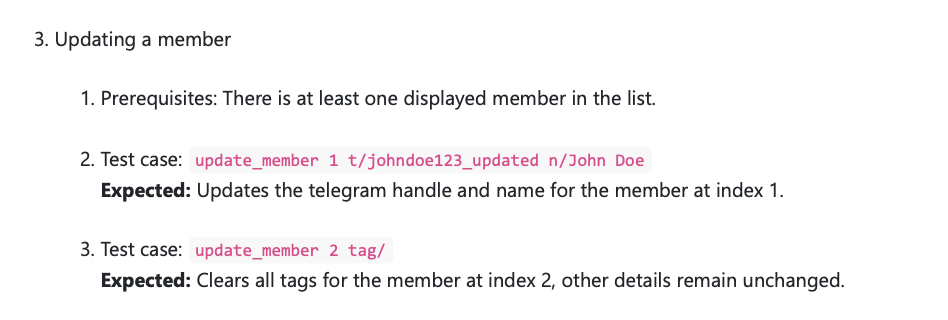 3. Updating a member
1. Prerequisites: There is at least one displayed member in the list.
2. Test case: update_member 1 t/johndoe123_updated n/John Doe
Expected: Updates the telegram handle and name for the member at index 1.
3. Test case: update_member 2 tag/
Expected: Clears all tags for the member at index 2, other details remain unchanged.